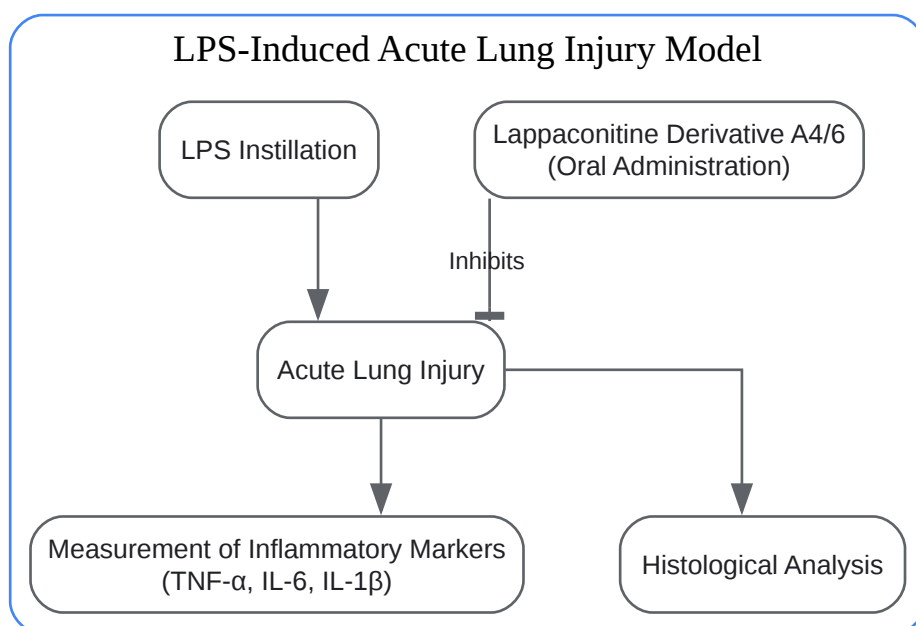 LPS-Induced Acute Lung Injury Model
LPS Instillation
Lappaconitine Derivative A4/6
(Oral Administration)
Inhibits
Acute Lung Injury
Measurement of Inflammatory Markers
(TNF-α, IL-6, IL-1β)
Histological Analysis